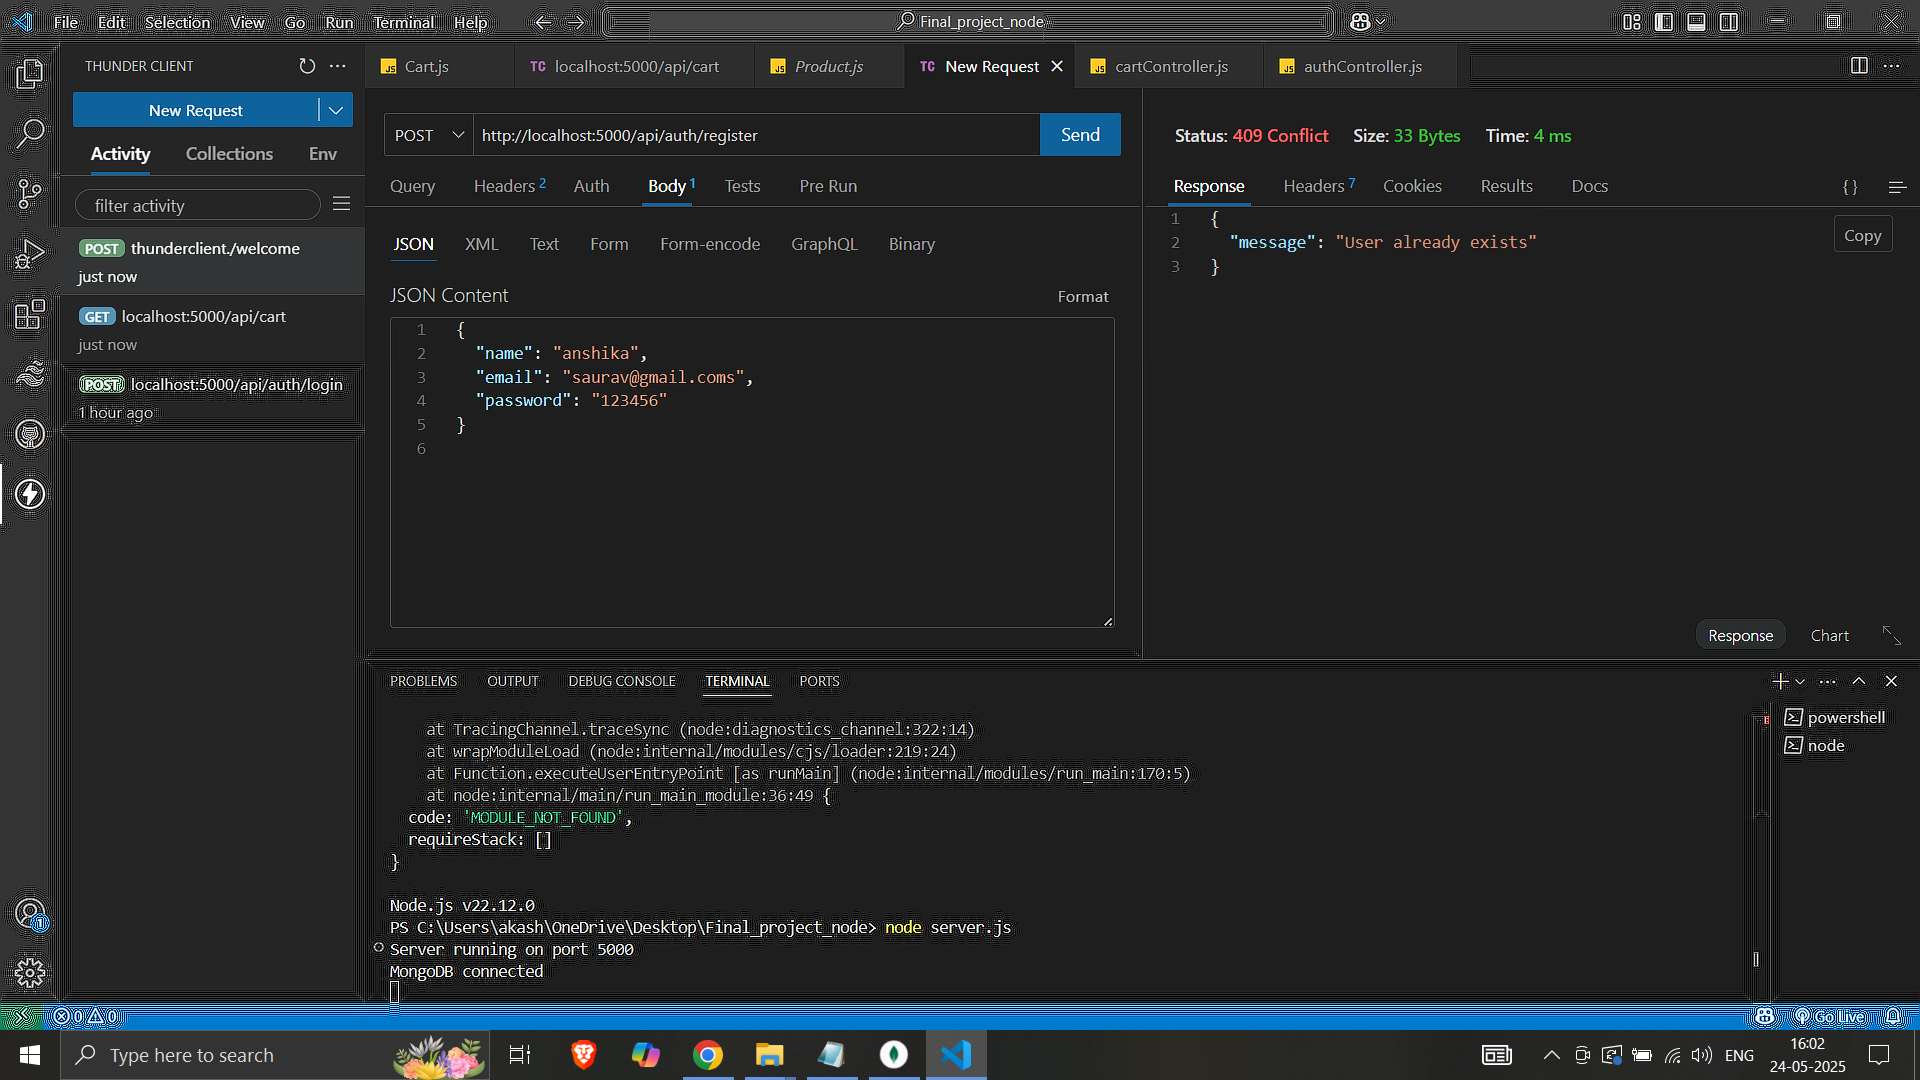 File Edit Selection View Go Run Terminal Help
Final_project_node
THUNDER CLIENT
New Request
Activity Collections Env
filter activity
POST thunderclient./welcome
just now
GET localhost:5000/api/cart
just now
POST localhost:5000/api/auth/login
1 hour ago
JS Cart.js
TC localhost:5000/api/cart
JS Product.js
TC New Request
JS cartController.js
JS authController.js
POST http://localhost:5000/api/auth/register Send
Query Headers 2 Auth Body 1 Tests Pre Run
JSON XML Text Form Form-encode GraphQL Binary
JSON Content Format
1 {
2 "name": "anshika",
3 "email": "saurav@gmail.coms",
4 "password": "123456"
5 }
6
Status: 409 Conflict Size: 33 Bytes Time: 4 ms
Response Headers 7 Cookies Results Docs { }
1 {
2 "message": "User already exists"
3 }
Copy
Response Chart
PROBLEMS OUTPUT DEBUG CONSOLE TERMINAL PORTS
at TracingChannel.traceSync (node:diagnostics_channel:322:14)
at wrapModuleLoad (node:internal/modules/cjs/loader:219:24)
at Function.executeUserEntryPoint [as runMain] (node:internal/modules/run_main:170:5)
at node:internal/main/run_main_module:36:49 {
code: 'MODULE_NOT_FOUND',
requireStack: []
}
Node.js v22.12.0
PS C:\Users\akash\OneDrive\Desktop\Final_project_node> node server.js
Server running on port 5000
MongoDB connected
powershell
node
1
0 0
Go Live
Type here to search
ENG
16:02
24-05-2025